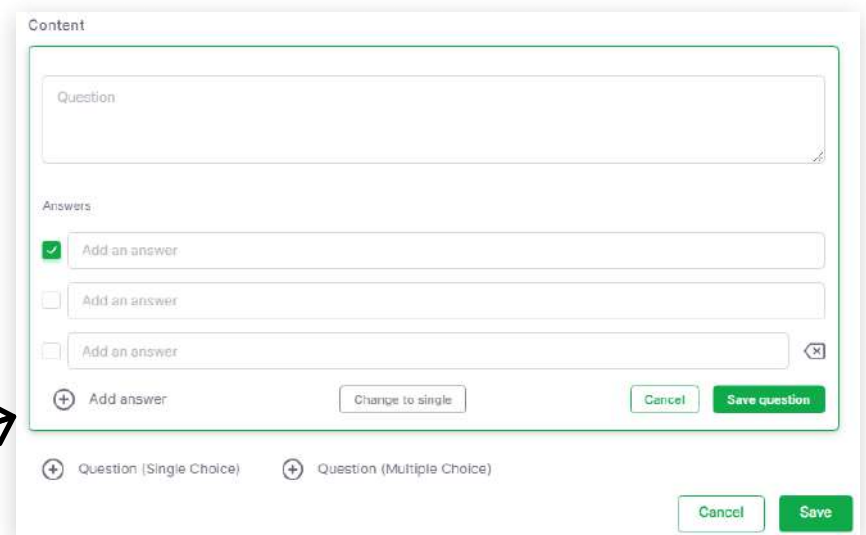 Content
Question
Answers
Add an answer
Add an answer
Add an answer
Add answer Change to single Cancel Save question
Question (Single Choice) Question (Multiple Choice)
Cancel Save